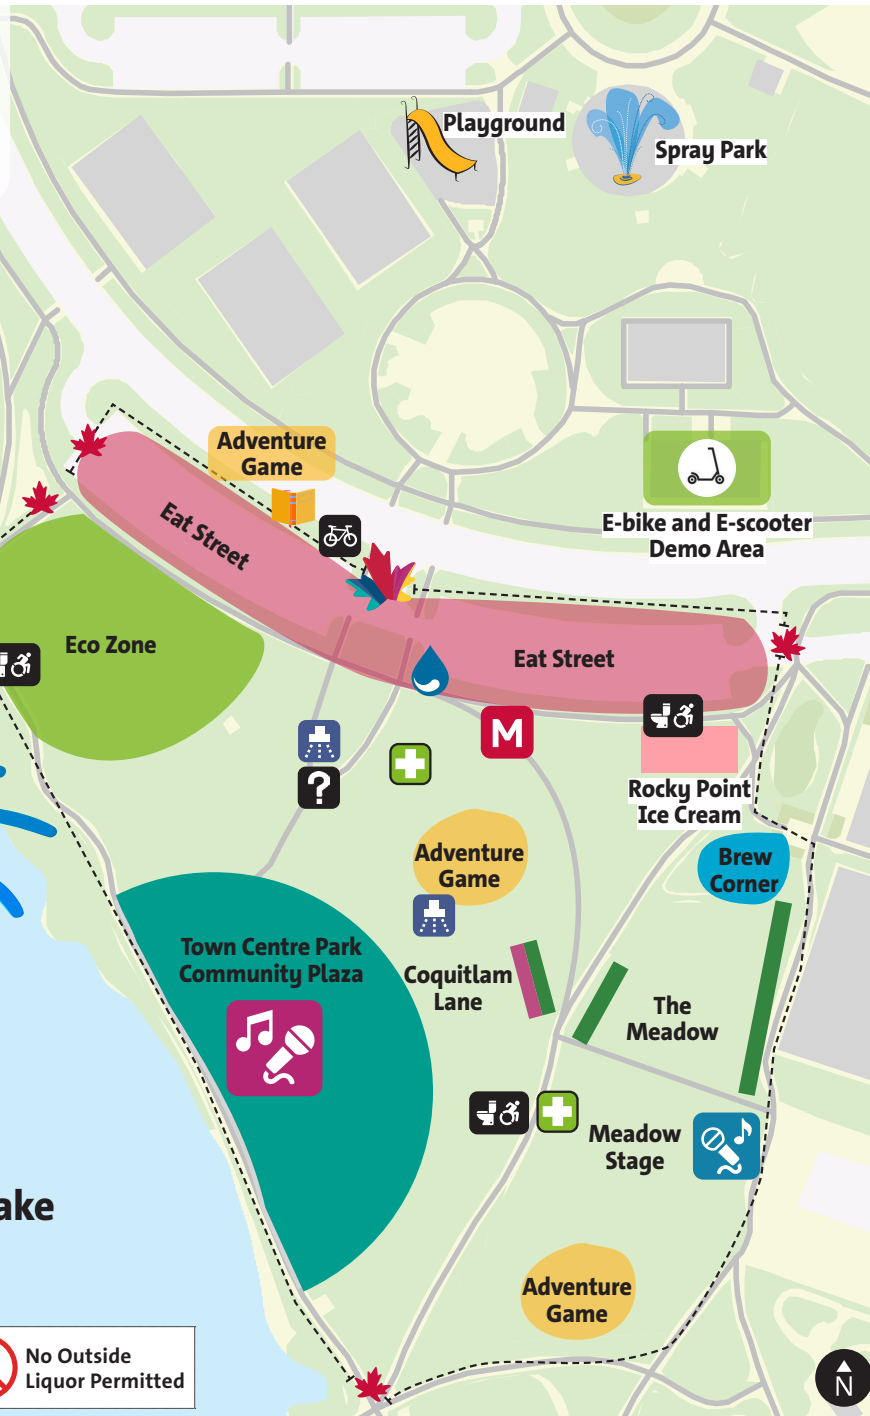 Playground
Spray Park
Adventure
Game
E-bike and E-scooter
Demo Area
Eat Street
Eco Zone
Eat Street
M
?
Rocky Point
Ice Cream
Adventure
Game
Brew
Corner
Town Centre Park
Community Plaza
Coquitlam
Lane
The
Meadow
Meadow
Stage
ake
Adventure
Game
No Outside
Liquor Permitted
N